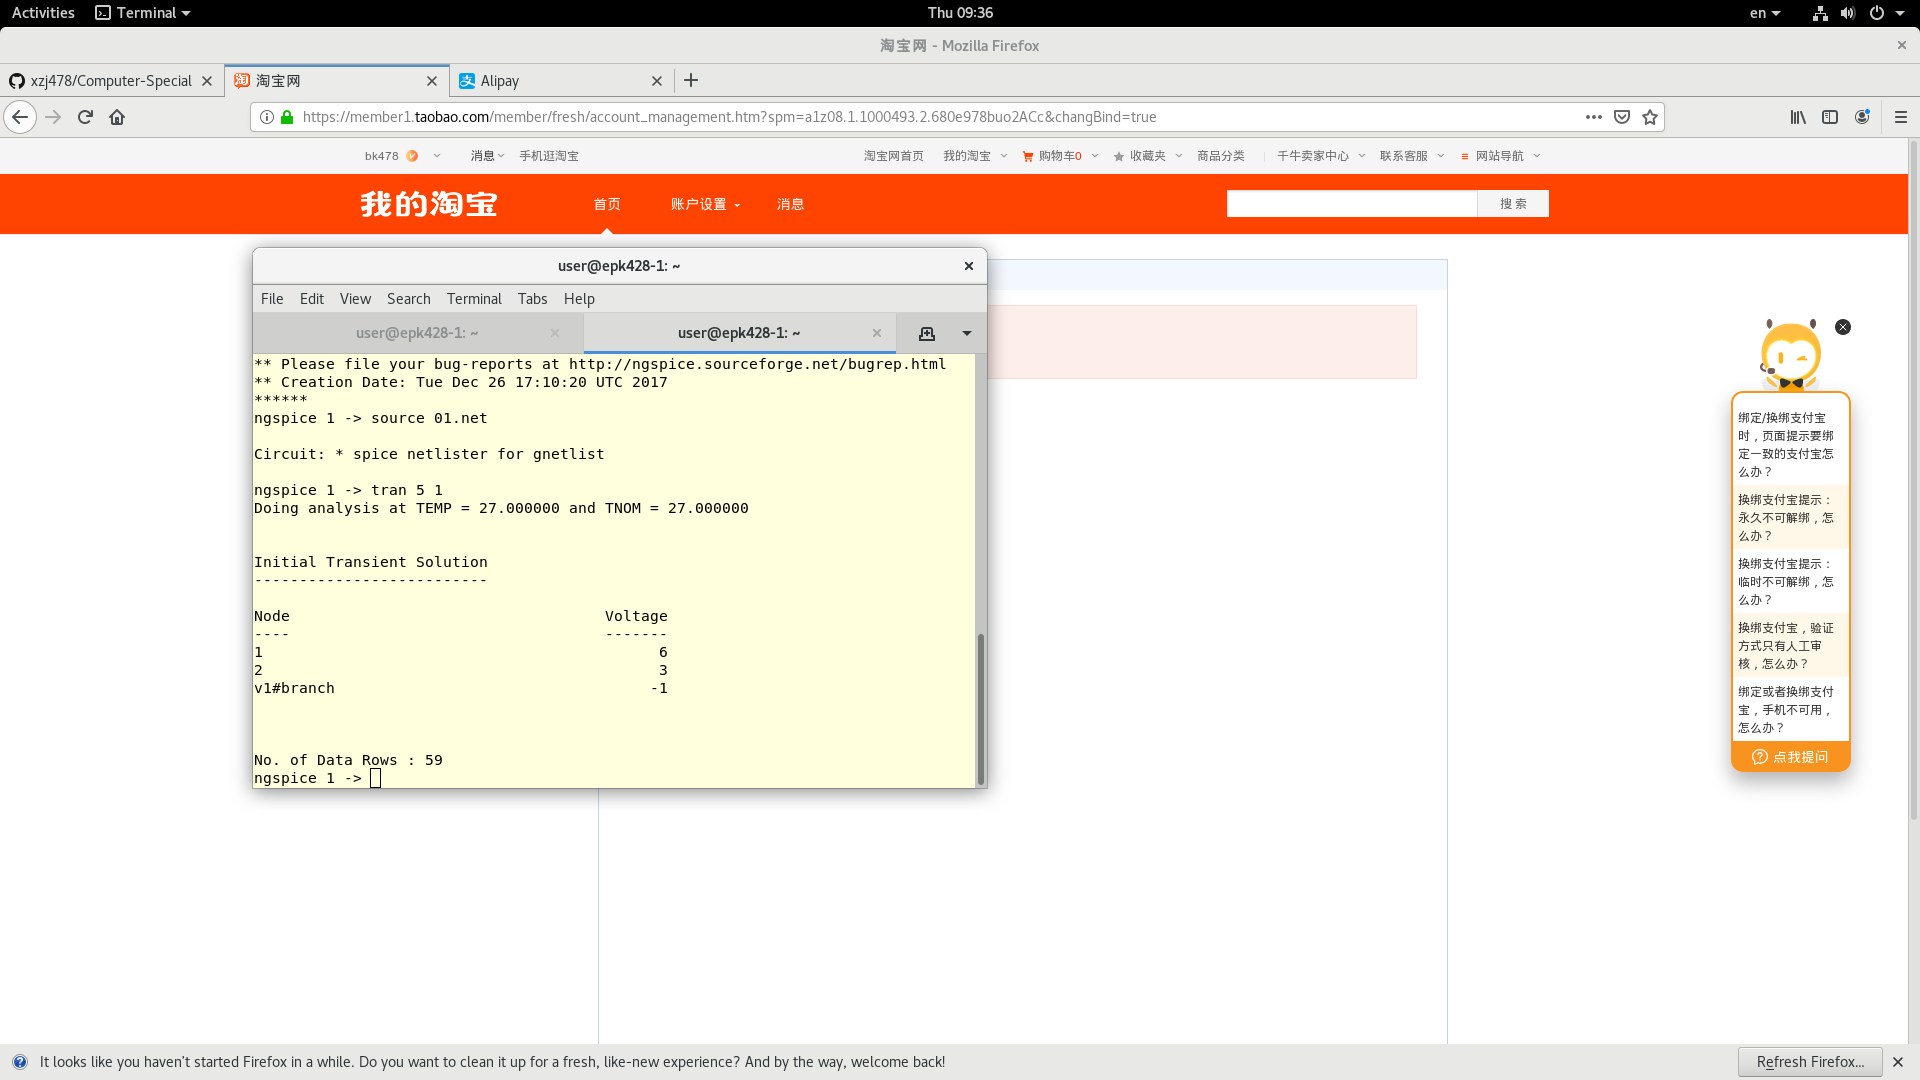 Activities Terminal Thu 09:36 en
淘宝网 - Mozilla Firefox
xzj478/Computer-Special 淘宝网 Alipay
https://member1.taobao.com/member/fresh/account_management.htm?spm=a1z08.1.1000493.2.680e978buo2ACc&changBind=true
bk478 消息 手机逛淘宝 淘宝网首页 我的淘宝 购物车0 收藏夹 商品分类 千牛卖家中心 联系客服 网站导航
我的淘宝 首页 账户设置 消息 搜 索
user@epk428-1: ~
File Edit View Search Terminal Tabs Help
user@epk428-1: ~ user@epk428-1: ~
** Please file your bug-reports at http://ngspice.sourceforge.net/bugrep.html
** Creation Date: Tue Dec 26 17:10:20 UTC 2017
******
ngspice 1 -> source 01.net
Circuit: * spice netlister for gnetlist
ngspice 1 -> tran 5 1
Doing analysis at TEMP = 27.000000 and TNOM = 27.000000
Initial Transient Solution
--------------------------
Node Voltage
---- -------
1 6
2 3
v1#branch -1
No. of Data Rows : 59
ngspice 1 ->
绑定/换绑支付宝
时，页面提示要绑
定一致的支付宝怎
么办？
换绑支付宝提示：
永久不可解绑，怎
么办？
换绑支付宝提示：
临时不可解绑，怎
么办？
换绑支付宝，验证
方式只有人工审
核，怎么办？
绑定或者换绑支付
宝，手机不可用，
怎么办？
点我提问
It looks like you haven't started Firefox in a while. Do you want to clean it up for a fresh, like-new experience? And by the way, welcome back! Refresh Firefox...